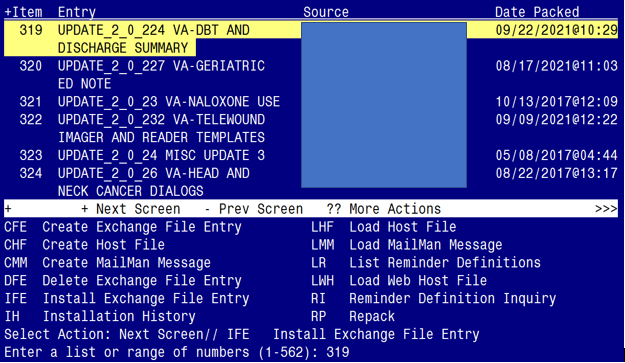 +Item Entry Source Date Packed
319 UPDATE_2_0_224 VA-DBT AND 09/22/2021@10:29
DISCHARGE SUMMARY
320 UPDATE_2_0_227 VA-GERIATRIC 08/17/2021@11:03
ED NOTE
321 UPDATE_2_0_23 VA-NALOXONE USE 10/13/2017@12:09
322 UPDATE_2_0_232 VA-TELEWOUND 09/09/2021@12:22
IMAGER AND READER TEMPLATES
323 UPDATE_2_0_24 MISC UPDATE 3 05/08/2017@04:44
324 UPDATE_2_0_26 VA-HEAD AND 08/22/2017@13:17
NECK CANCER DIALOGS
+ + Next Screen - Prev Screen ?? More Actions >>>
CFE Create Exchange File Entry LHF Load Host File
CHF Create Host File LMM Load MailMan Message
CMM Create MailMan Message LR List Reminder Definitions
DFE Delete Exchange File Entry LWH Load Web Host File
IFE Install Exchange File Entry RI Reminder Definition Inquiry
IH Installation History RP Repack
Select Action: Next Screen// IFE Install Exchange File Entry
Enter a list or range of numbers (1-562): 319